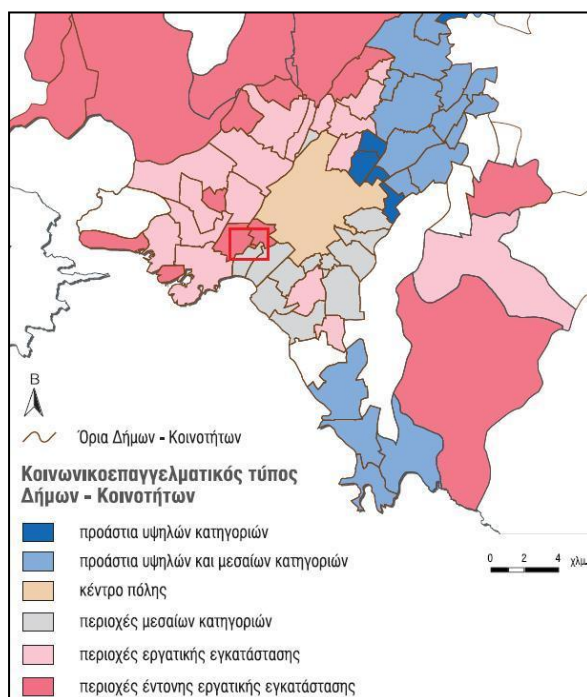 Β
Όρια Δήμων - Κοινοτήτων
Κοινωνικοεπαγγελματικός τύπος
Δήμων - Κοινοτήτων
προάστια υψηλών κατηγοριών
προάστια υψηλών και μεσαίων κατηγοριών
κέντρο πόλης
0 2 4 χλμ
περιοχές μεσαίων κατηγοριών
περιοχές εργατικής εγκατάστασης
περιοχές έντονης εργατικής εγκατάστασης